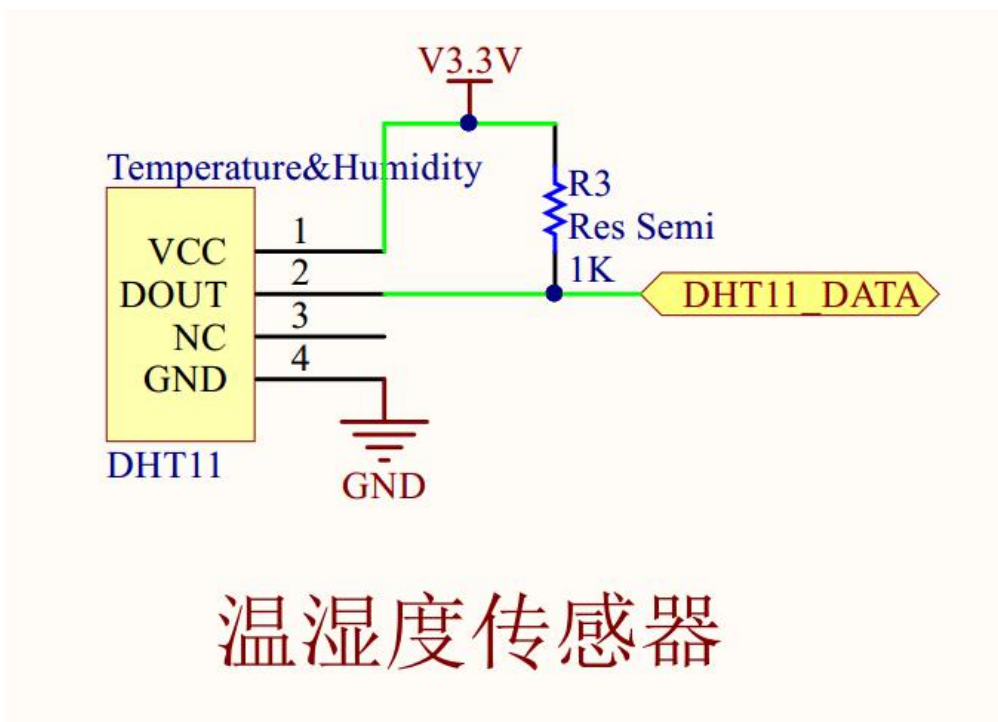 V3.3V
Temperature&Humidity
R3
Res Semi
1K
VCC 1
DOUT 2
NC 3
GND 4
DHT11_DATA
DHT11
GND
温湿度传感器